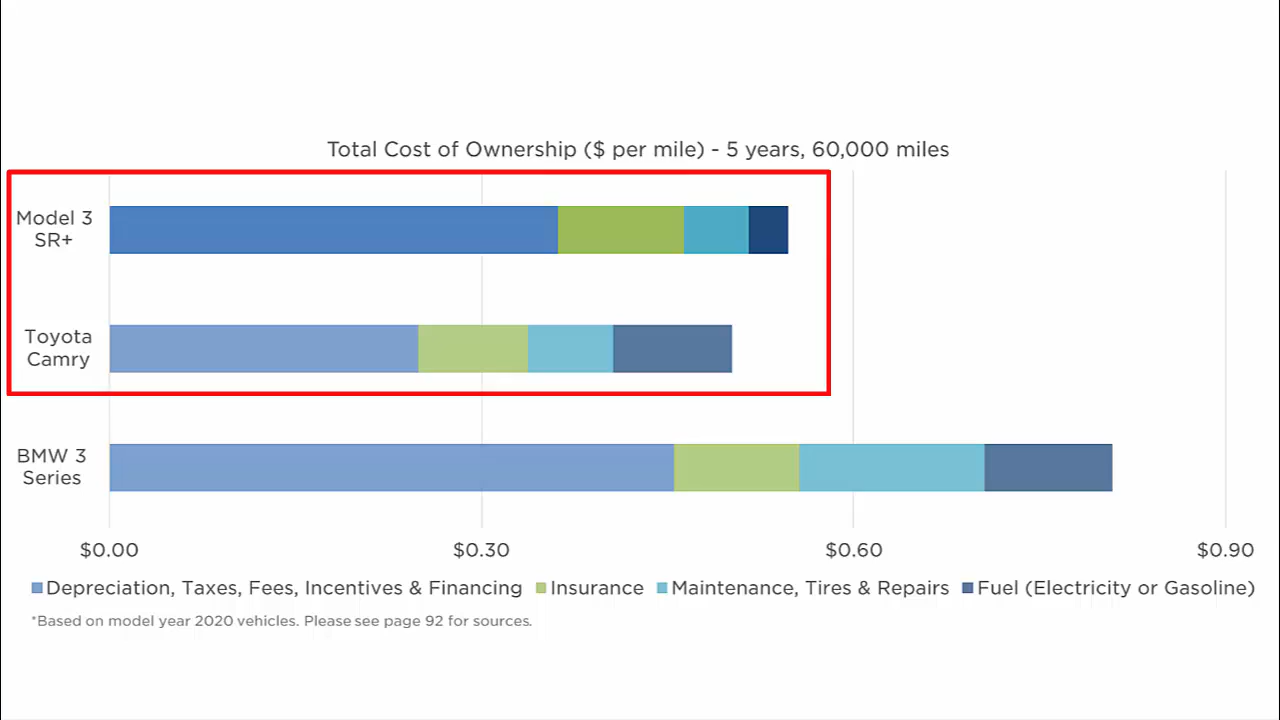 Total Cost of Ownership ($ per mile) - 5 years, 60,000 miles
Model 3
SR+
Toyota
Camry
BMW 3
Series
$0.00 $0.30 $0.60 $0.90
Depreciation, Taxes, Fees, Incentives & Financing Insurance Maintenance, Tires & Repairs Fuel (Electricity or Gasoline)
*Based on model year 2020 vehicles. Please see page 92 for sources.